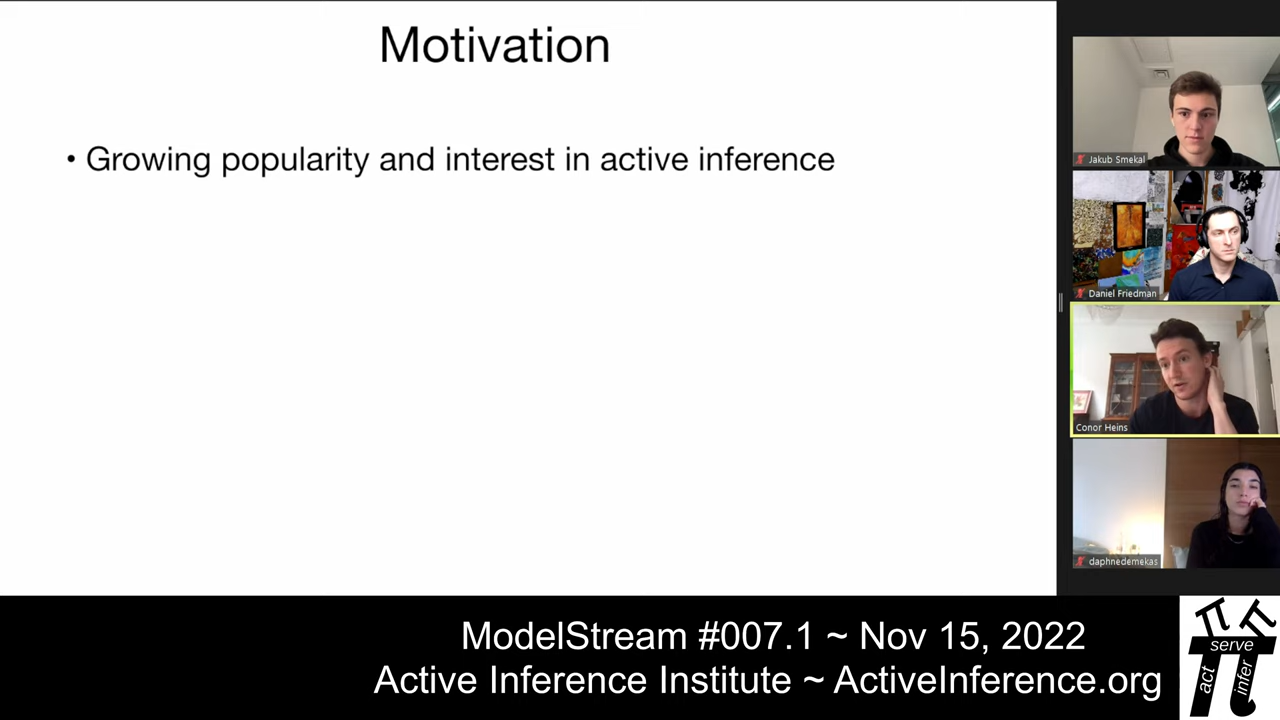 Motivation
• Growing popularity and interest in active inference
Jakub Smekal
Daniel Friedman
Conor Heins
daphnedemekas
ModelStream #007.1 ~ Nov 15, 2022
Active Inference Institute ~ ActiveInference.org
act
serve
infer